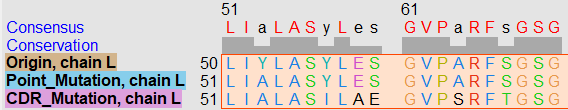 51 61
Consensus L I a L A S y L e s G V P a R F s G S G
Conservation
Origin, chain L 50 L I Y L A S Y L E S G V P A R F S G S G
Point_Mutation, chain L 51 L I A L A S Y L E S G V P A R F S G S G
CDR_Mutation, chain L 51 L I A L A S I L A E G V P S R F T G S G